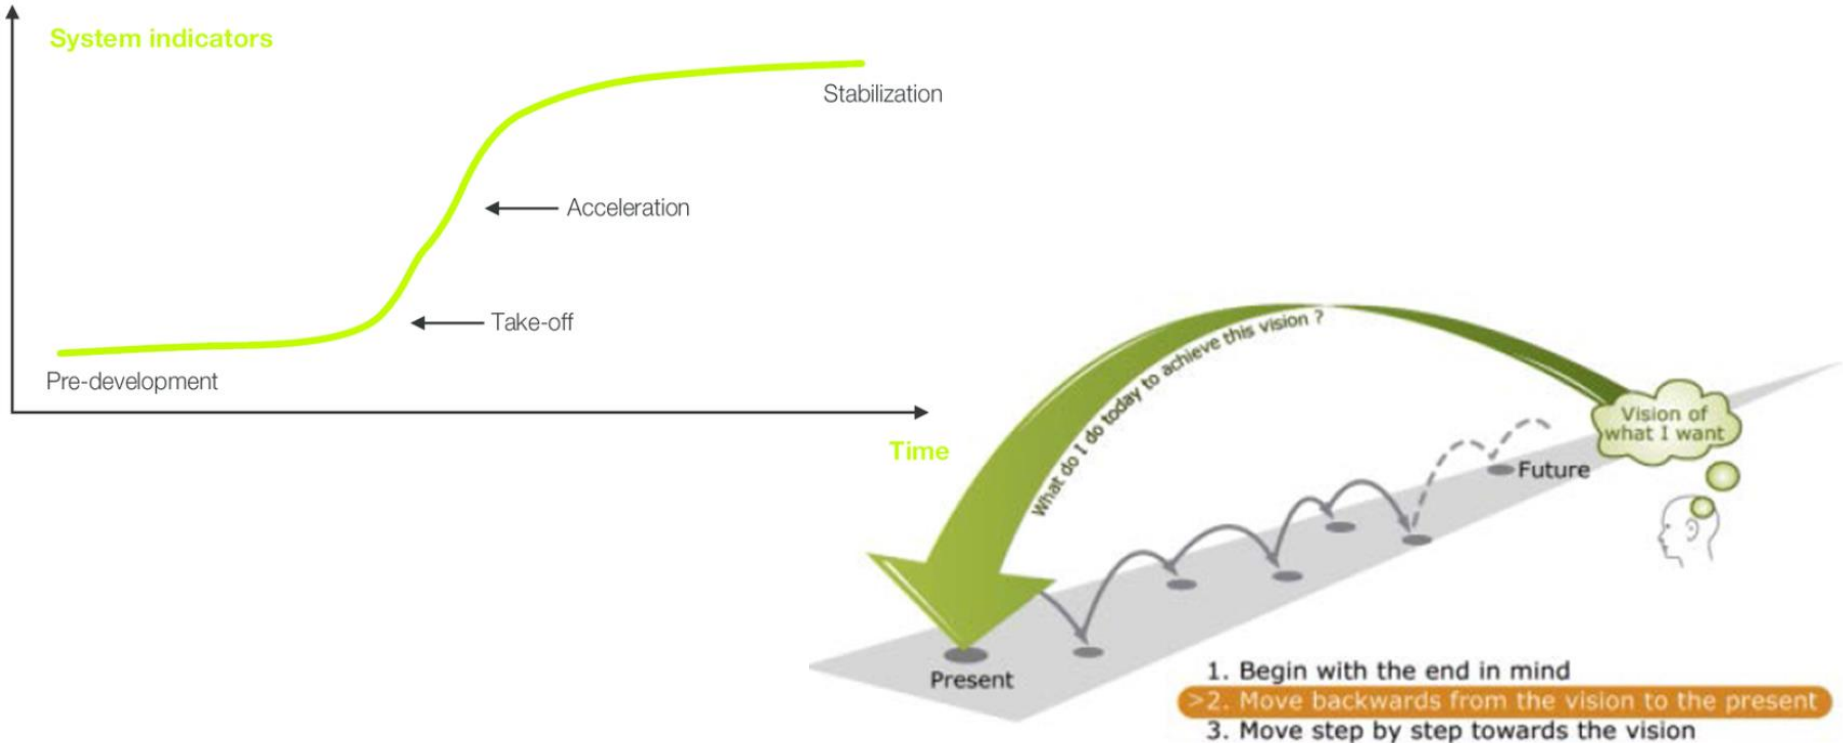 System indicators
Stabilization
Acceleration
Take-off
Pre-development
Time
What do I do today to achieve this vision ?
Vision of
what I want
Future
Present
1. Begin with the end in mind
>2. Move backwards from the vision to the present
3. Move step by step towards the vision